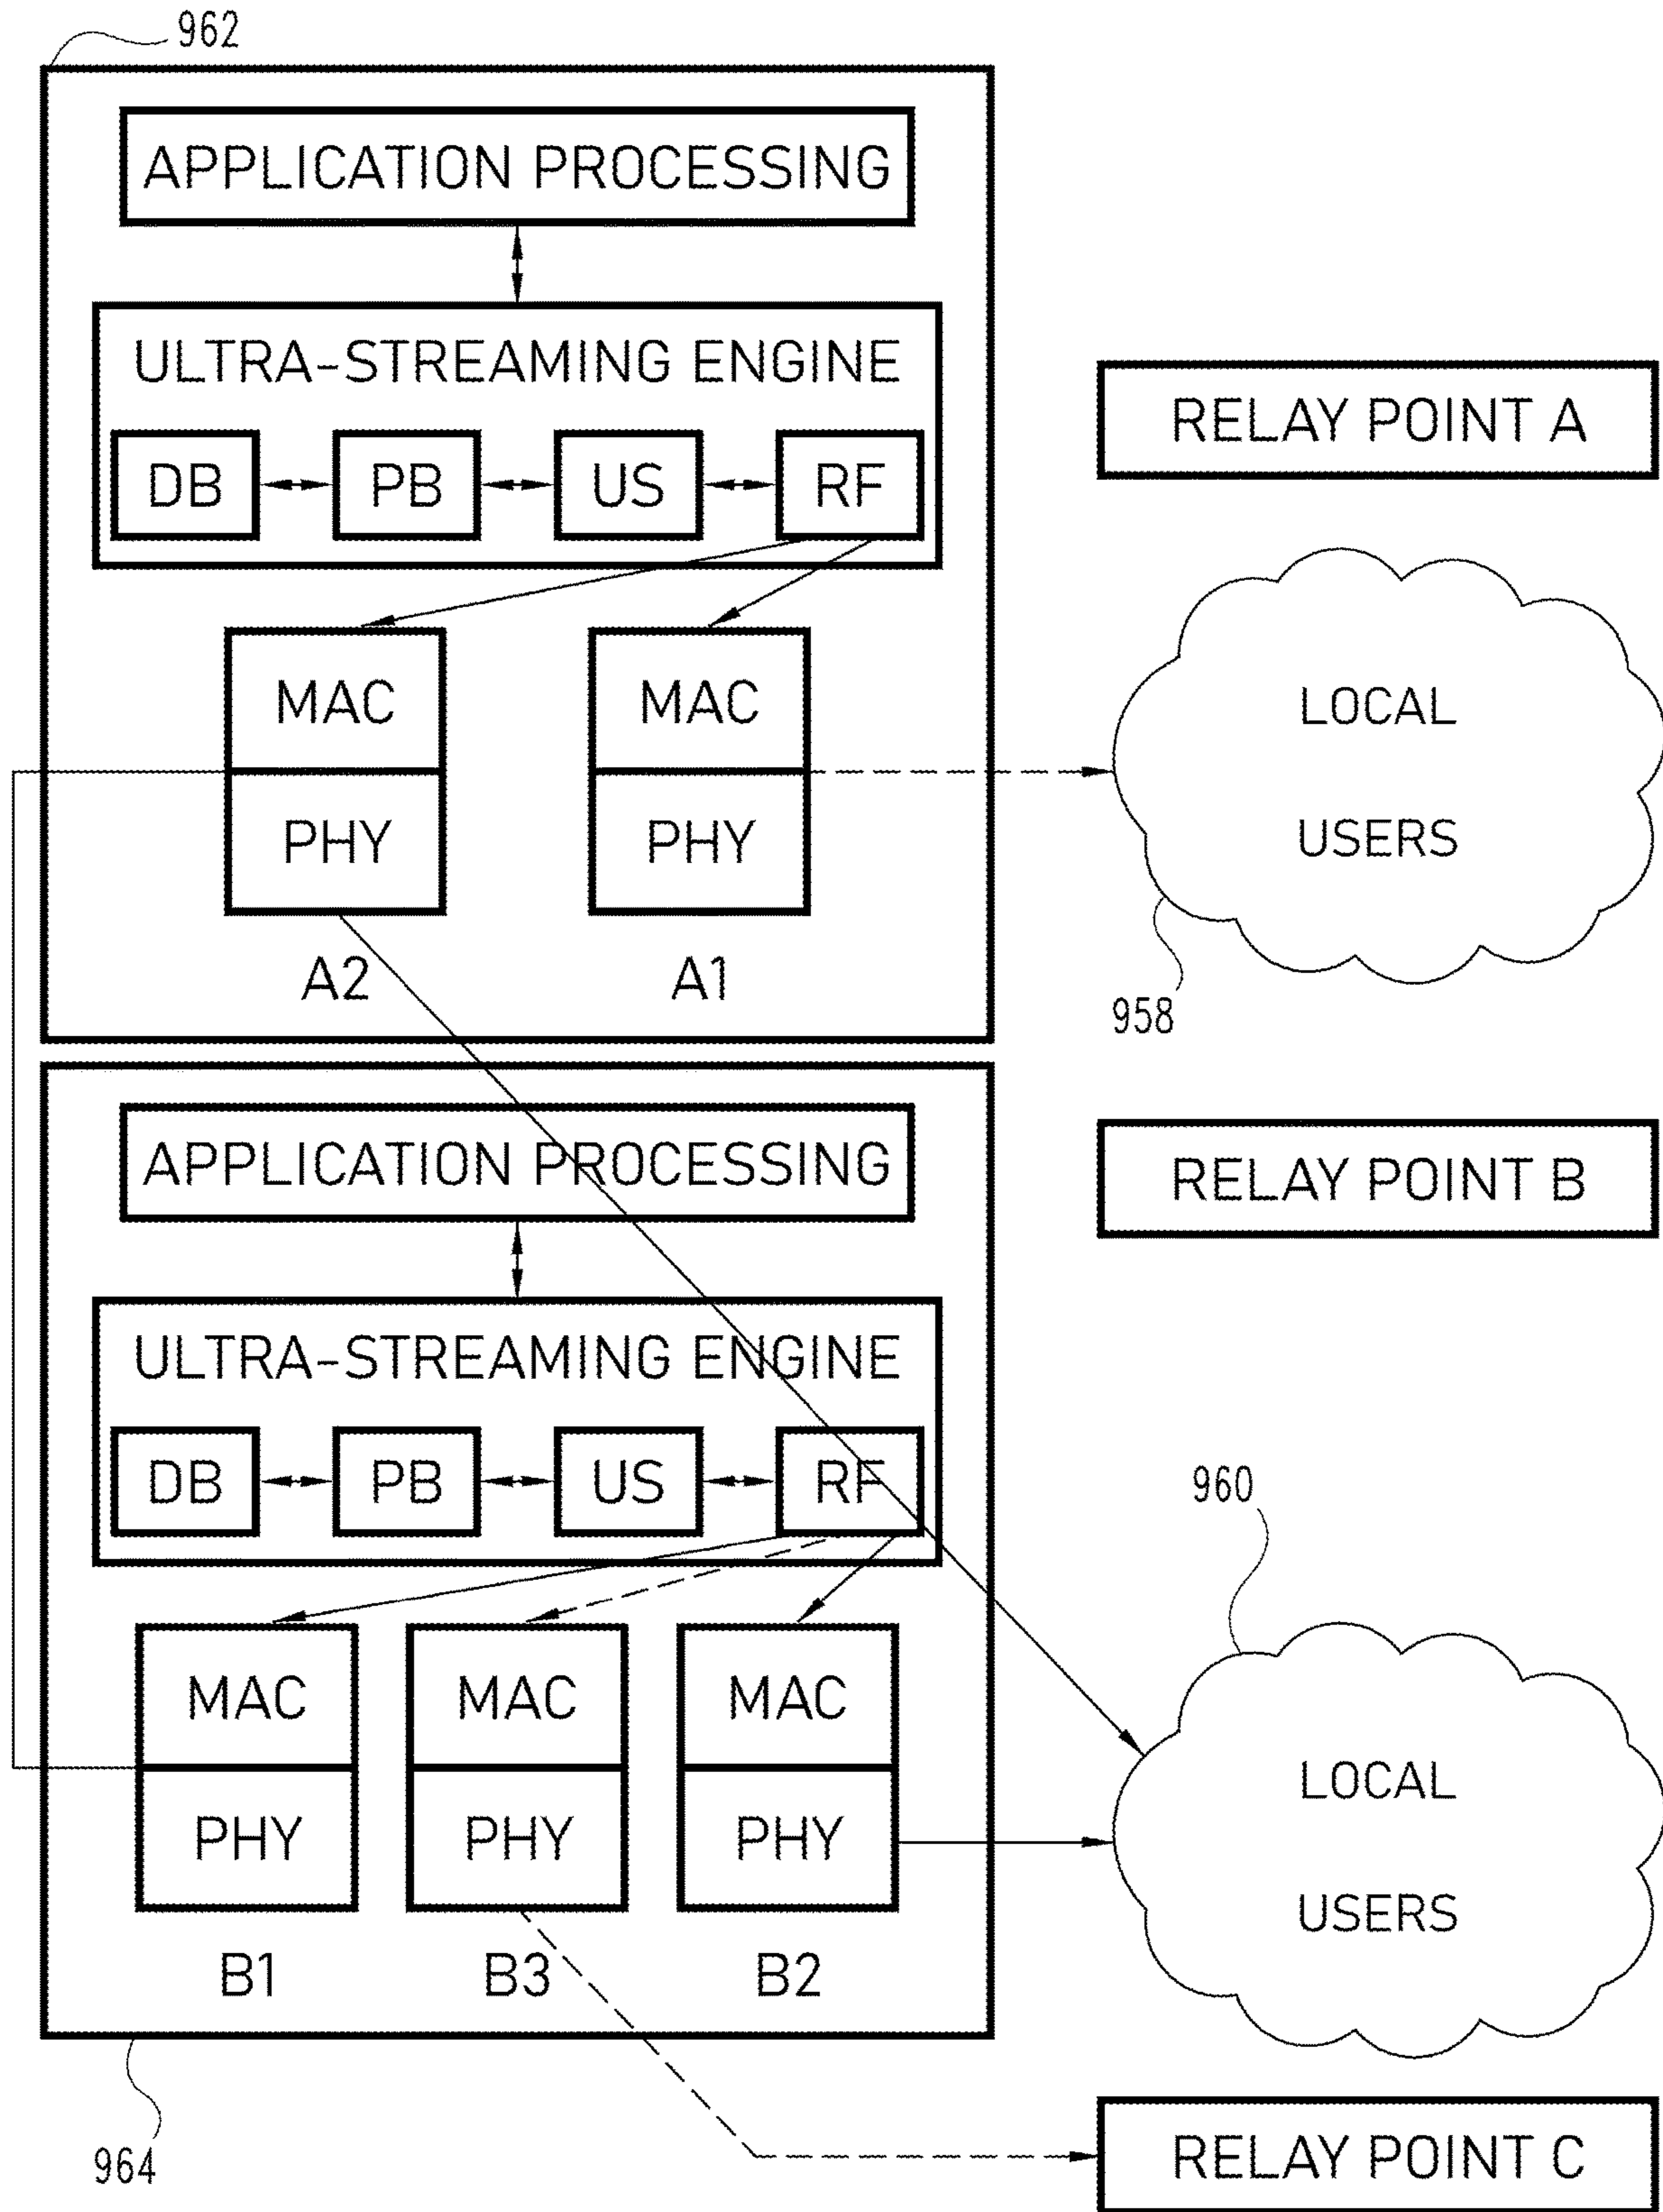 962
APPLICATION PROCESSING
ULTRA-STREAMING ENGINE
DB PB US RF
RELAY POINT A
MAC MAC
PHY PHY
A2 A1
LOCAL
USERS
958
APPLICATION PROCESSING
RELAY POINT B
ULTRA-STREAMING ENGINE
DB PB US RF
960
MAC MAC MAC
PHY PHY PHY
B1 B3 B2
LOCAL
USERS
964
RELAY POINT C